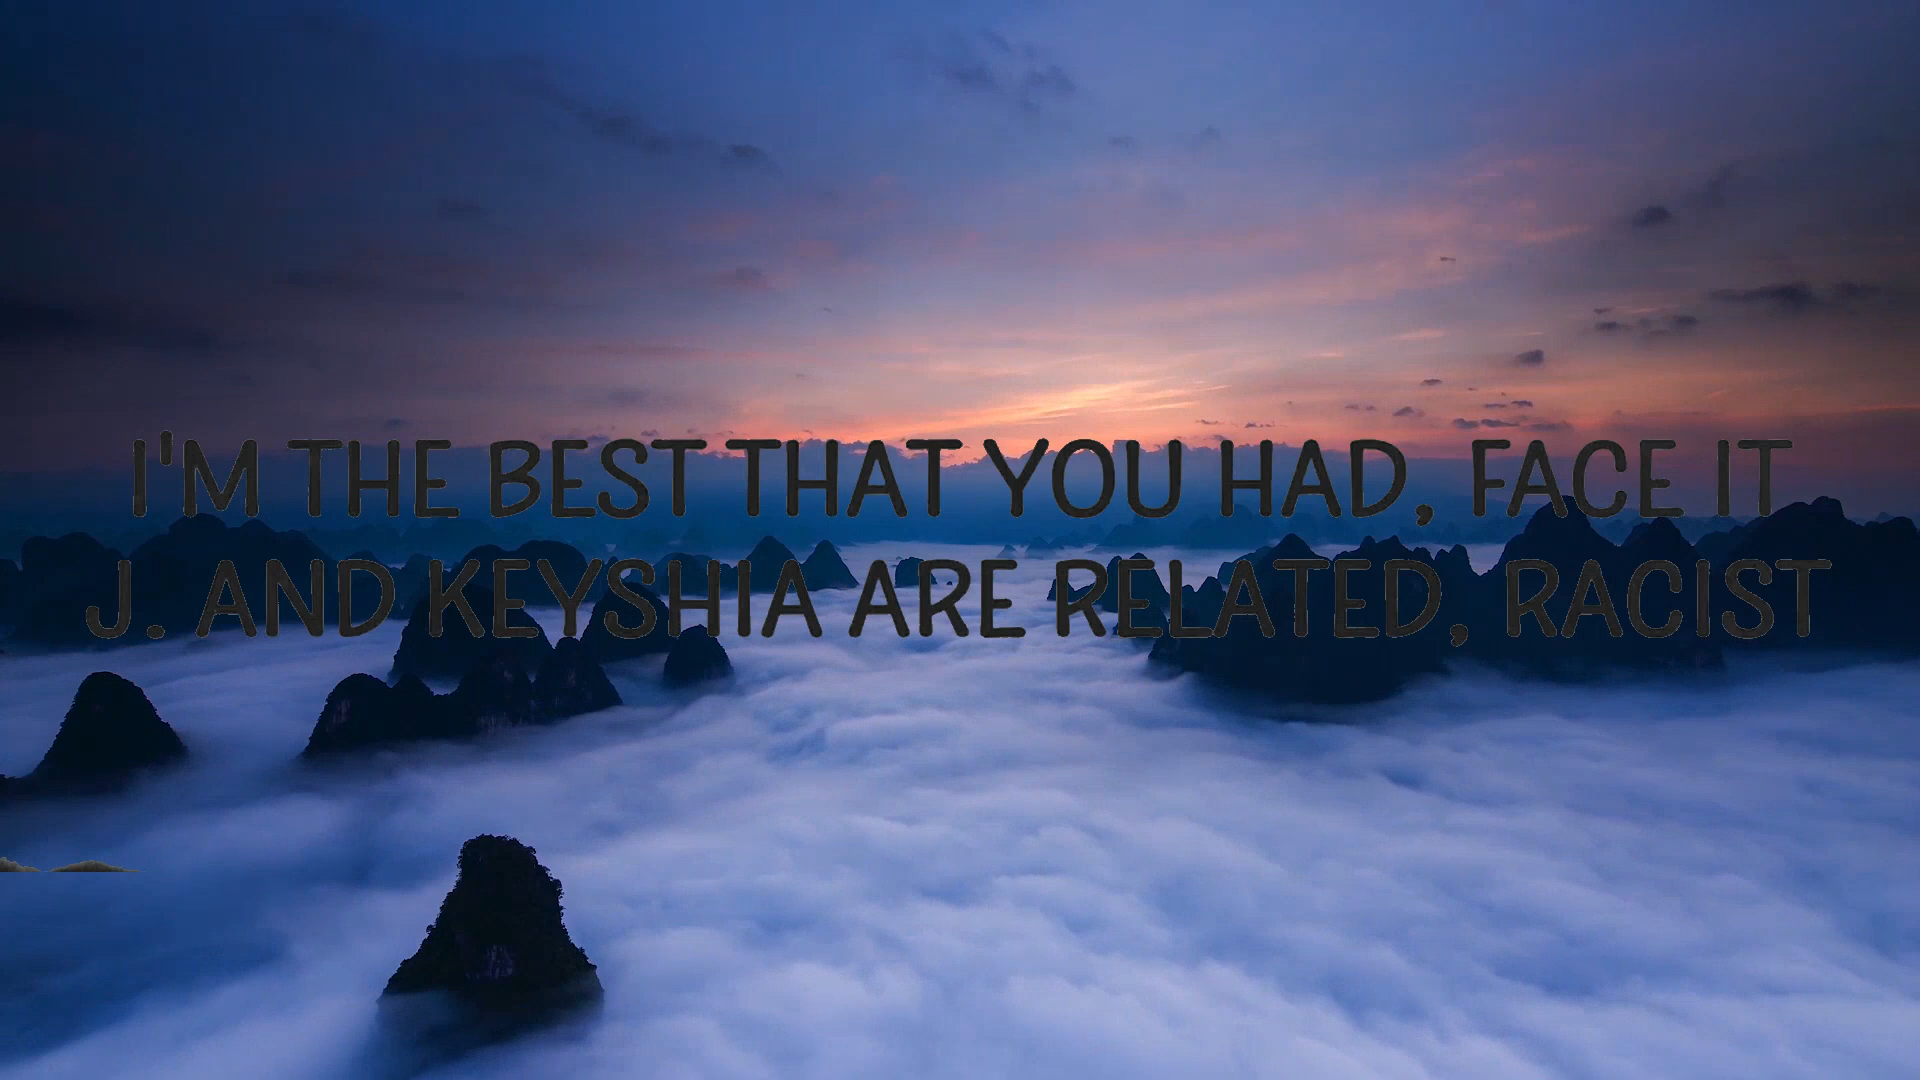 I'M THE BEST THAT YOU HAD, FACE IT
J. AND KEYSHIA ARE RELATED, RACIST